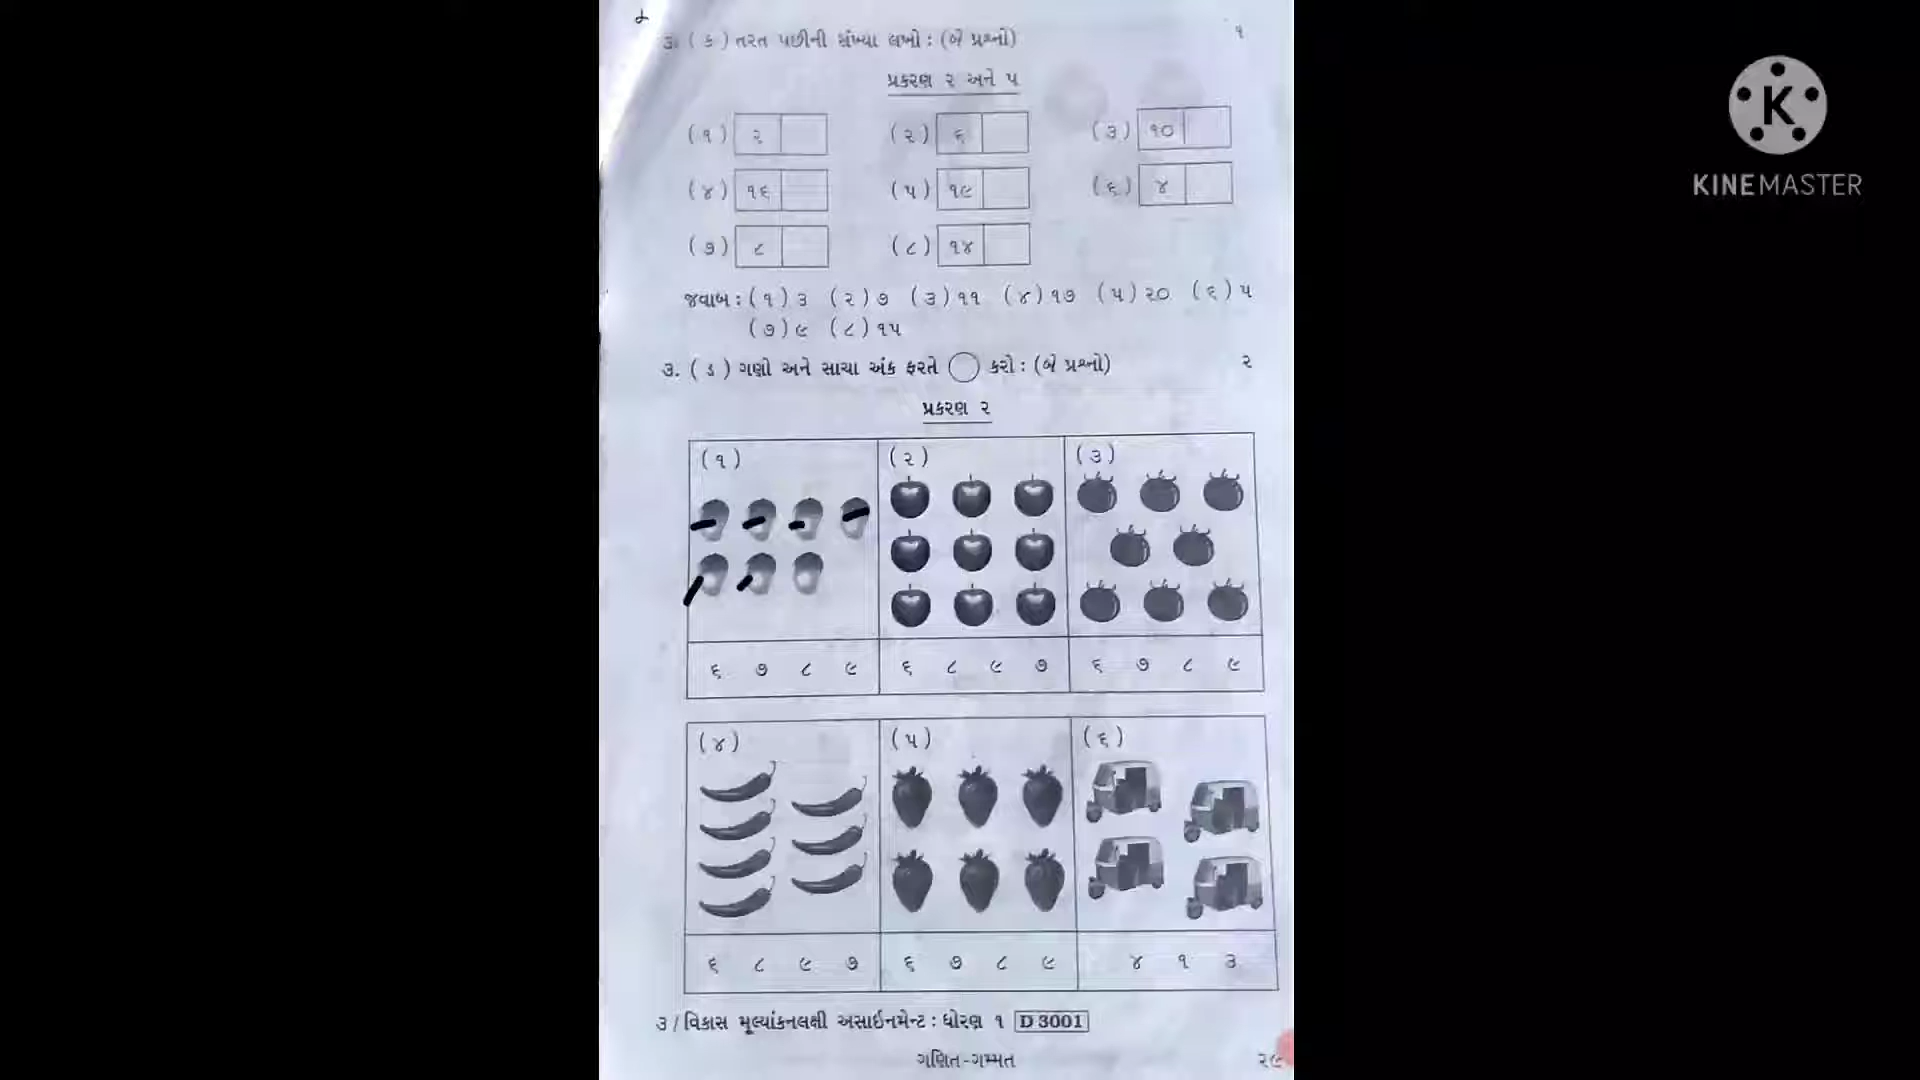 ૩. ( ક ) તરત પછીની સંખ્યા લખો : (બે પ્રશ્નો) ૧
પ્રકરણ ૨ અને ૫
( ૧ ) ૨ ( ૨ ) ૬ ( ૩ ) ૧૦
( ૪ ) ૧૬ ( ૫ ) ૧૯ ( ૬ ) ૪
( ૭ ) ૮ ( ૮ ) ૧૪
જવાબ : ( ૧ ) ૩ ( ૨ ) ૭ ( ૩ ) ૧૧ ( ૪ ) ૧૭ ( ૫ ) ૨૦ ( ૬ ) ૫
( ૭ ) ૯ ( ૮ ) ૧૫
૩. ( ડ ) ગણો અને સાચા અંક ફરતે ◯ કરો : (બે પ્રશ્નો) ૨
પ્રકરણ ૨
( ૧ ) ( ૨ ) ( ૩ )
૬ ૭ ૮ ૯ ૬ ૮ ૯ ૭ ૬ ૭ ૮ ૯
( ૪ ) ( ૫ ) ( ૬ )
૬ ૮ ૯ ૭ ૬ ૭ ૮ ૯ ૪ ૧ ૩
૩ / વિકાસ મૂલ્યાંકનલક્ષી અસાઇનમેન્ટ : ધોરણ ૧ D 3001
ગણિત-ગમ્મત ૨૯
K
KINEMASTER